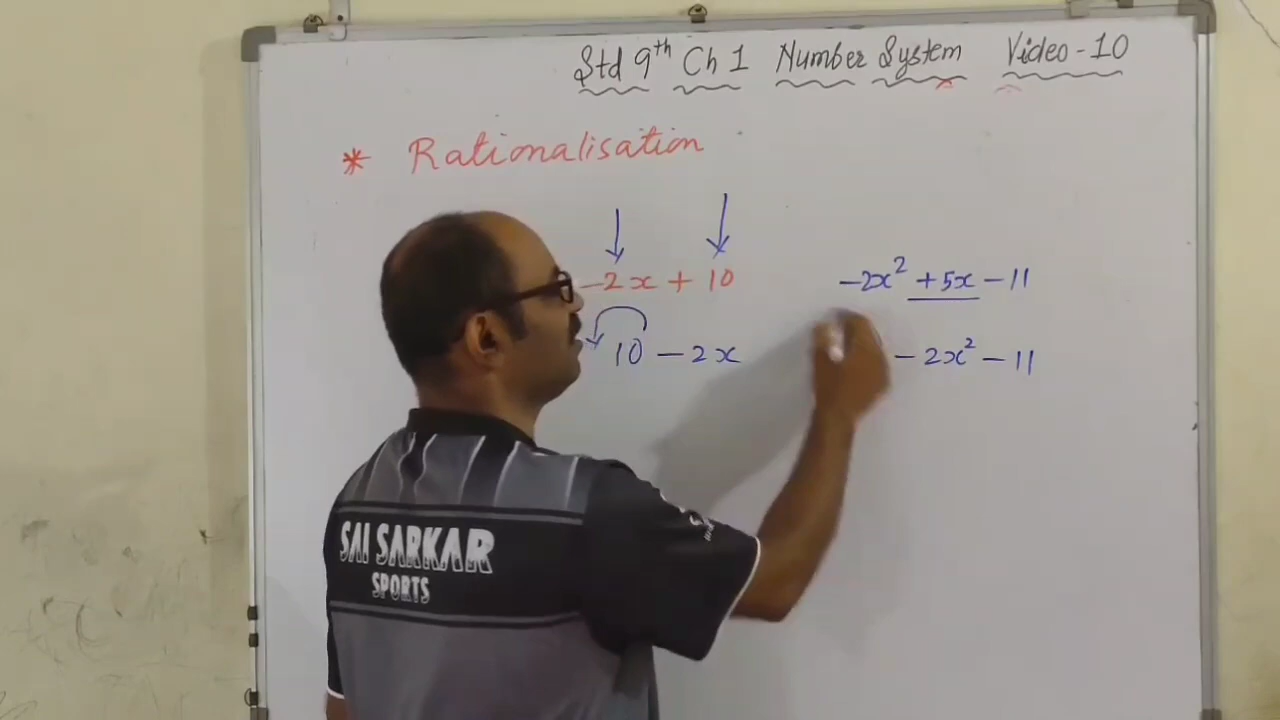 Std 9th Ch 1 Number System Video - 10
* Rationalisation
-2x + 10
-2x² + 5x - 11
10 - 2x
- 2x² - 11
SAI SARKAR
SPORTS